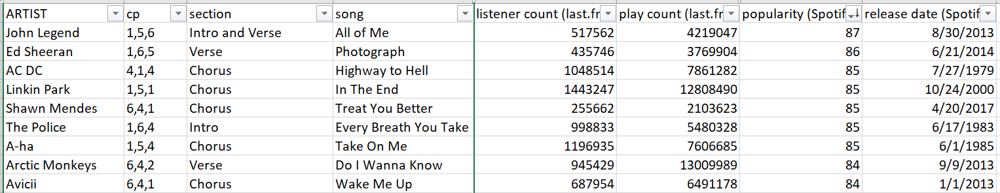 ARTIST cp section song listener count (last.fr play count (last.fr popularity (Spotif release date (Spotif
John Legend 1,5,6 Intro and Verse All of Me 517562 4219047 87 8/30/2013
Ed Sheeran 1,6,5 Verse Photograph 435746 3769904 86 6/21/2014
AC DC 4,1,4 Chorus Highway to Hell 1048514 7861282 85 7/27/1979
Linkin Park 1,5,1 Chorus In The End 1443247 12808490 85 10/24/2000
Shawn Mendes 6,4,1 Chorus Treat You Better 255662 2103623 85 4/20/2017
The Police 1,6,4 Intro Every Breath You Take 998833 5480328 85 6/17/1983
A-ha 1,5,4 Chorus Take On Me 1196935 7606685 85 6/1/1985
Arctic Monkeys 6,4,2 Verse Do I Wanna Know 945429 13009989 84 9/9/2013
Avicii 6,4,1 Chorus Wake Me Up 687954 6491178 84 1/1/2013